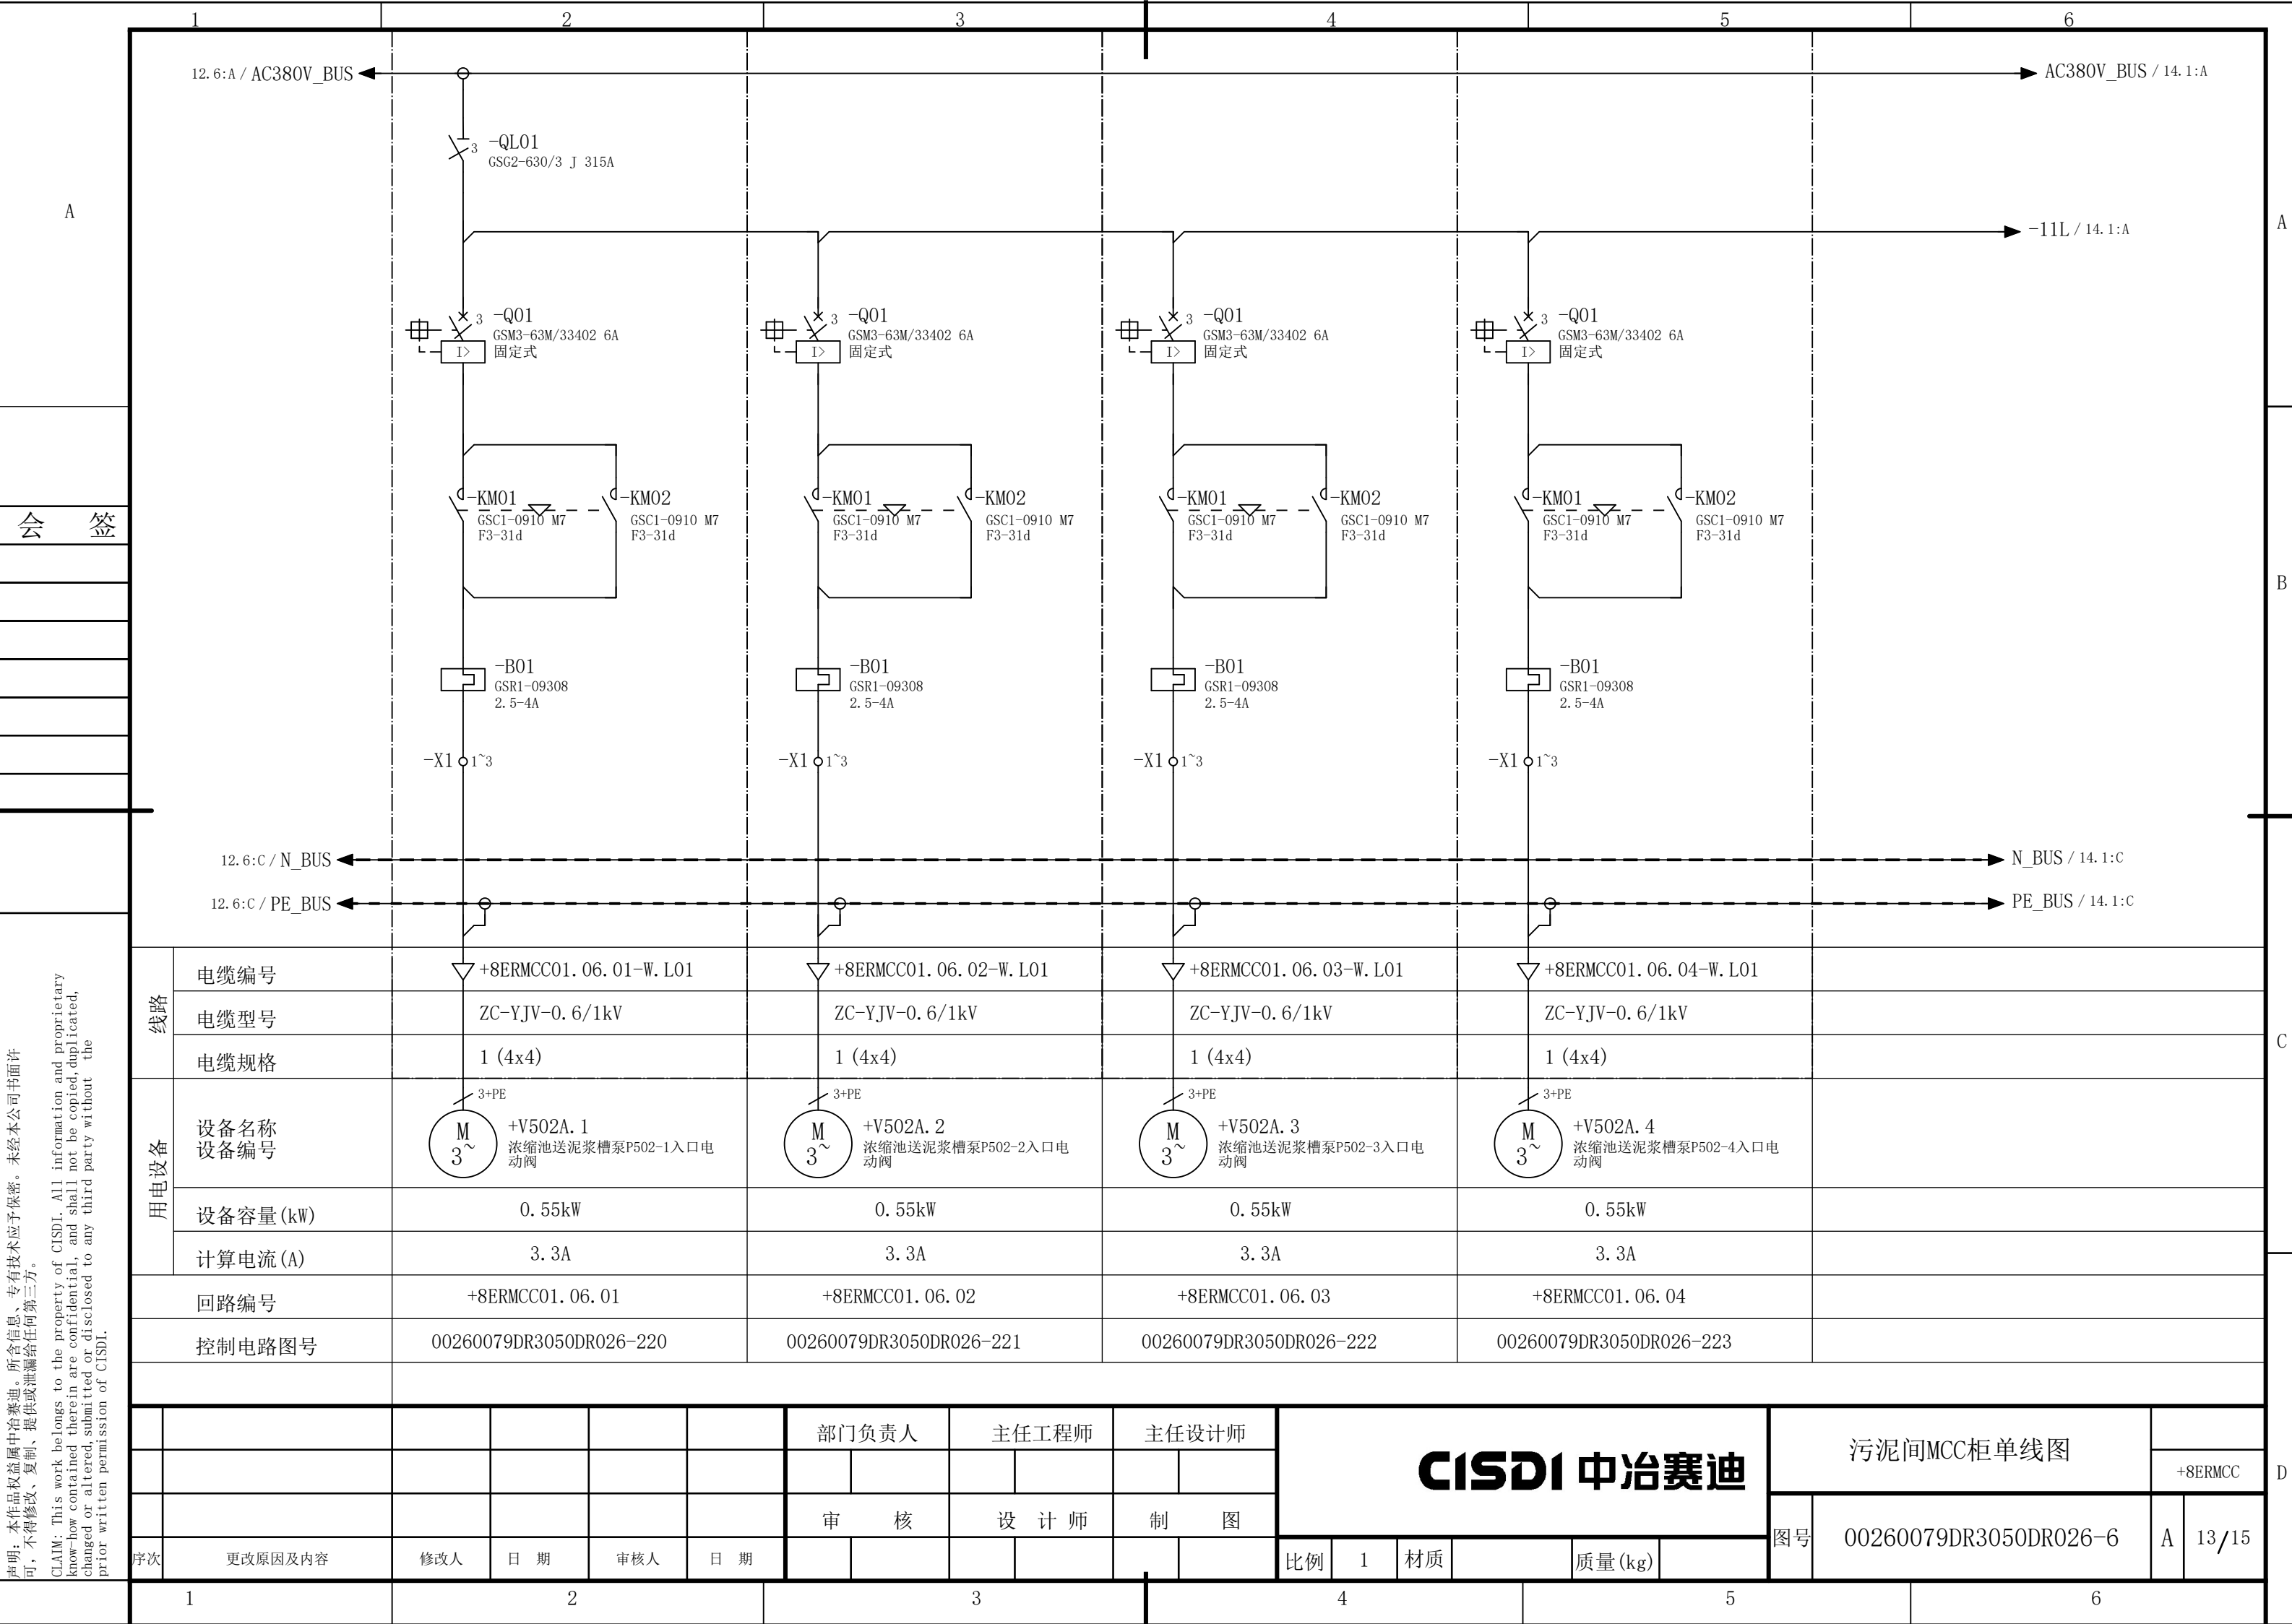 1 2 3 4 5 6
12.6:A / AC380V_BUS
AC380V_BUS / 14.1:A
3 -QL01
GSG2-630/3 J 315A
A
A
-11L / 14.1:A
3 -Q01
GSM3-63M/33402 6A
固定式
I>
3 -Q01
GSM3-63M/33402 6A
固定式
I>
3 -Q01
GSM3-63M/33402 6A
固定式
I>
3 -Q01
GSM3-63M/33402 6A
固定式
I>
-KM01
GSC1-0910 M7
F3-31d
-KM02
GSC1-0910 M7
F3-31d
-KM01
GSC1-0910 M7
F3-31d
-KM02
GSC1-0910 M7
F3-31d
-KM01
GSC1-0910 M7
F3-31d
-KM02
GSC1-0910 M7
F3-31d
-KM01
GSC1-0910 M7
F3-31d
-KM02
GSC1-0910 M7
F3-31d
会 签
B
-B01
GSR1-09308
2.5-4A
-B01
GSR1-09308
2.5-4A
-B01
GSR1-09308
2.5-4A
-B01
GSR1-09308
2.5-4A
-X1 1~3
-X1 1~3
-X1 1~3
-X1 1~3
12.6:C / N_BUS
N_BUS / 14.1:C
12.6:C / PE_BUS
PE_BUS / 14.1:C
线路
电缆编号 +8ERMCC01.06.01-W.L01 +8ERMCC01.06.02-W.L01 +8ERMCC01.06.03-W.L01 +8ERMCC01.06.04-W.L01
电缆型号 ZC-YJV-0.6/1kV ZC-YJV-0.6/1kV ZC-YJV-0.6/1kV ZC-YJV-0.6/1kV
电缆规格 1 (4x4) 1 (4x4) 1 (4x4) 1 (4x4)
C
用电设备
设备名称
设备编号
3+PE
M
3~
+V502A.1
浓缩池送泥浆槽泵P502-1入口电
动阀
3+PE
M
3~
+V502A.2
浓缩池送泥浆槽泵P502-2入口电
动阀
3+PE
M
3~
+V502A.3
浓缩池送泥浆槽泵P502-3入口电
动阀
3+PE
M
3~
+V502A.4
浓缩池送泥浆槽泵P502-4入口电
动阀
设备容量(kW) 0.55kW 0.55kW 0.55kW 0.55kW
计算电流(A) 3.3A 3.3A 3.3A 3.3A
回路编号 +8ERMCC01.06.01 +8ERMCC01.06.02 +8ERMCC01.06.03 +8ERMCC01.06.04
控制电路图号 00260079DR3050DR026-220 00260079DR3050DR026-221 00260079DR3050DR026-222 00260079DR3050DR026-223
声明: 本作品权益属中冶赛迪。所含信息、专有技术应予保密。未经本公司书面许
可, 不得修改、复制、提供或泄漏给任何第三方。
CLAIM: This work belongs to the property of CISDI. All information and proprietary
know-how contained therein are confidential, and shall not be copied,duplicated,
changed or altered,submitted or disclosed to any third party without the
prior written permission of CISDI.
部门负责人 主任工程师 主任设计师
审 核 设 计 师 制 图
序次 更改原因及内容 修改人 日 期 审核人 日 期
CISDI 中冶赛迪
比例 1 材质 质量(kg)
污泥间MCC柜单线图
+8ERMCC
D
图号 00260079DR3050DR026-6 A 13/15
1 2 3 4 5 6